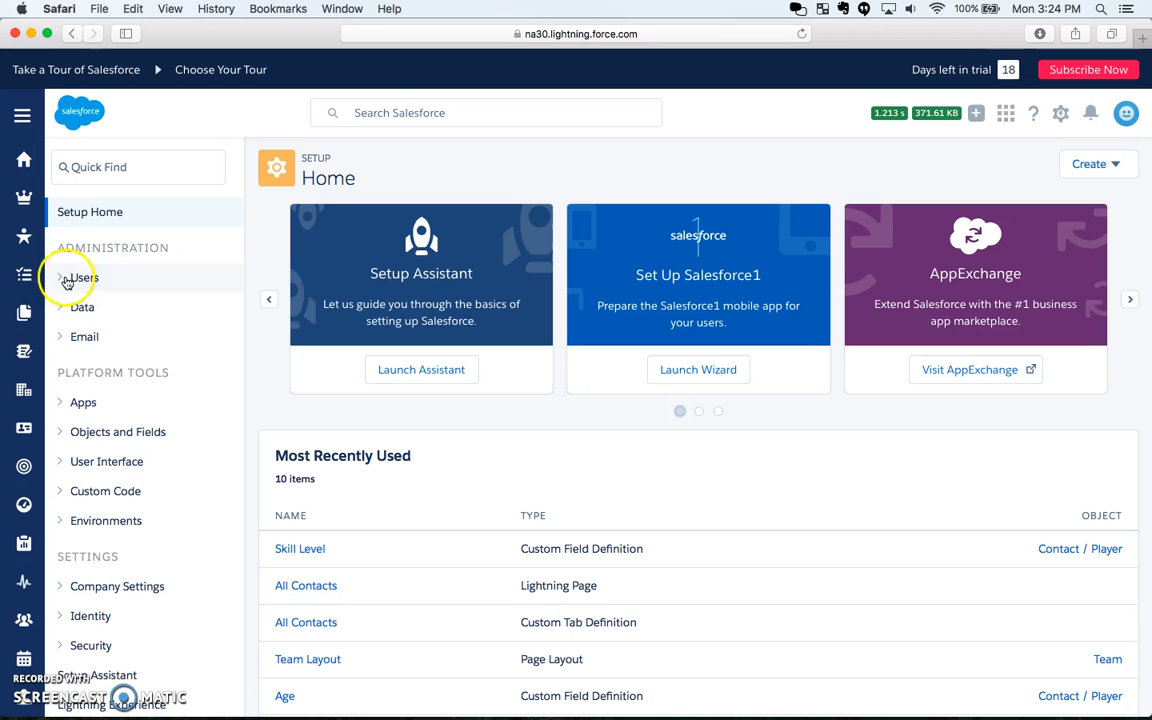 Safari File Edit View History Bookmarks Window Help 100% Mon 3:24 PM
na30.lightning.force.com
Take a Tour of Salesforce Choose Your Tour Days left in trial 18 Subscribe Now
salesforce Search Salesforce 1.213 s 371.61 KB
Quick Find
Setup Home
ADMINISTRATION
Users
Data
Email
PLATFORM TOOLS
Apps
Objects and Fields
User Interface
Custom Code
Environments
SETTINGS
Company Settings
Identity
Security
Setup Assistant
Lightning Experience
RECORDED WITH
SCREENCAST MATIC
SETUP
Home
Create
Setup Assistant
Let us guide you through the basics of
setting up Salesforce.
Launch Assistant
salesforce1
Set Up Salesforce1
Prepare the Salesforce1 mobile app for
your users.
Launch Wizard
AppExchange
Extend Salesforce with the #1 business
app marketplace.
Visit AppExchange
Most Recently Used
10 items
NAME TYPE OBJECT
Skill Level Custom Field Definition Contact / Player
All Contacts Lightning Page
All Contacts Custom Tab Definition
Team Layout Page Layout Team
Age Custom Field Definition Contact / Player